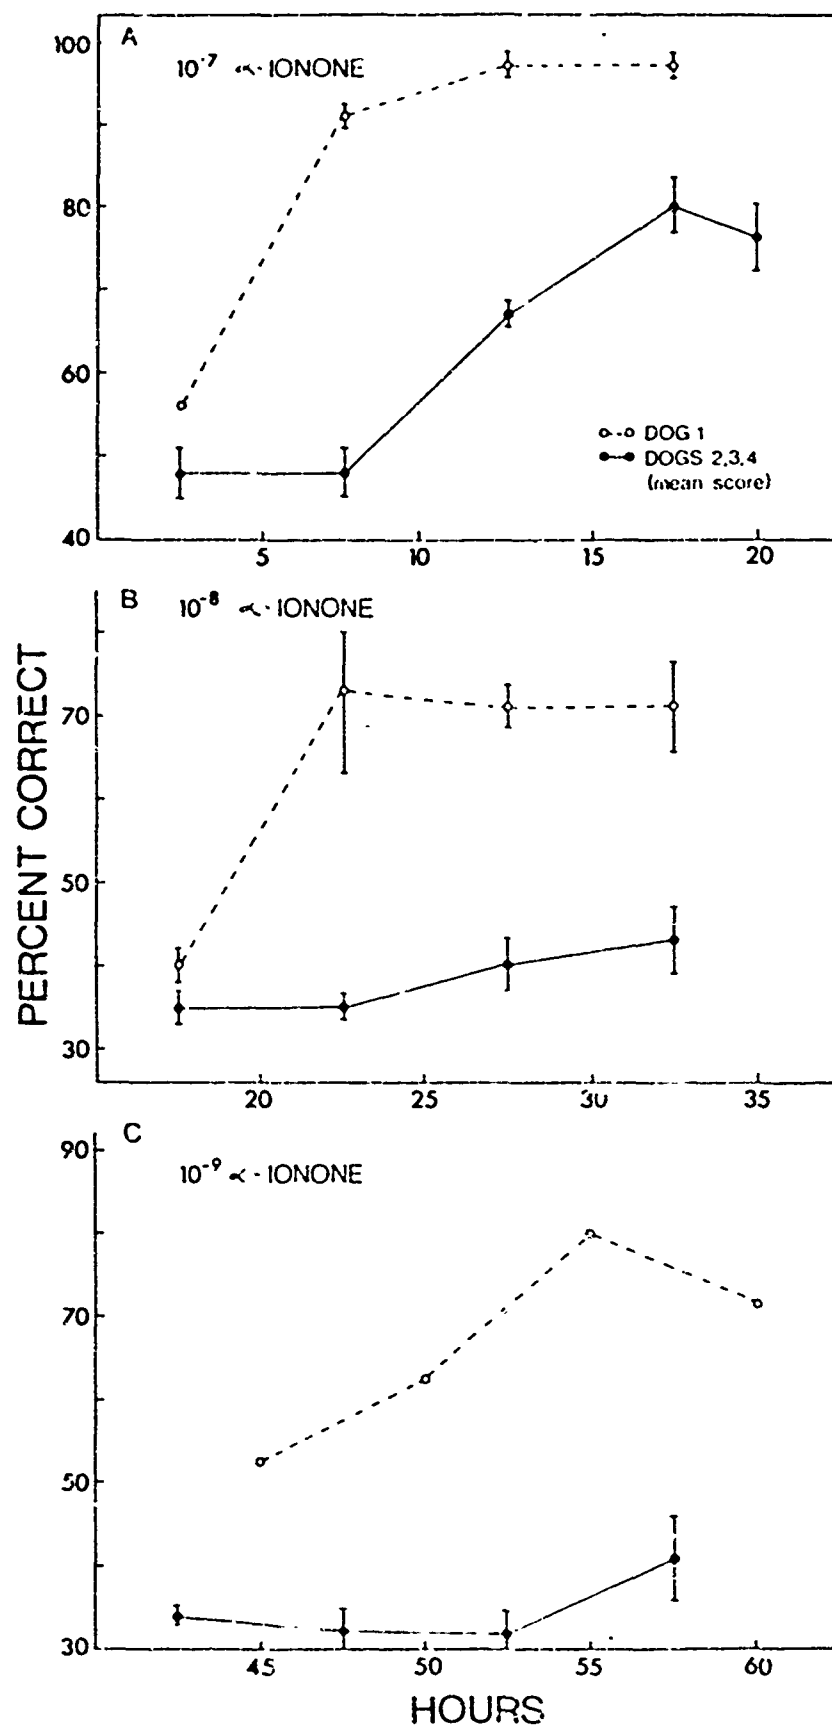 A
10⁻⁷ α-IONONE
100
80
60
40
DOG 1
DOGS 2,3,4
(mean score)
5 10 15 20
B
10⁻⁸ α-IONONE
70
50
30
20 25 30 35
C
10⁻⁹ α-IONONE
90
70
50
30
45 50 55 60
PERCENT CORRECT
HOURS